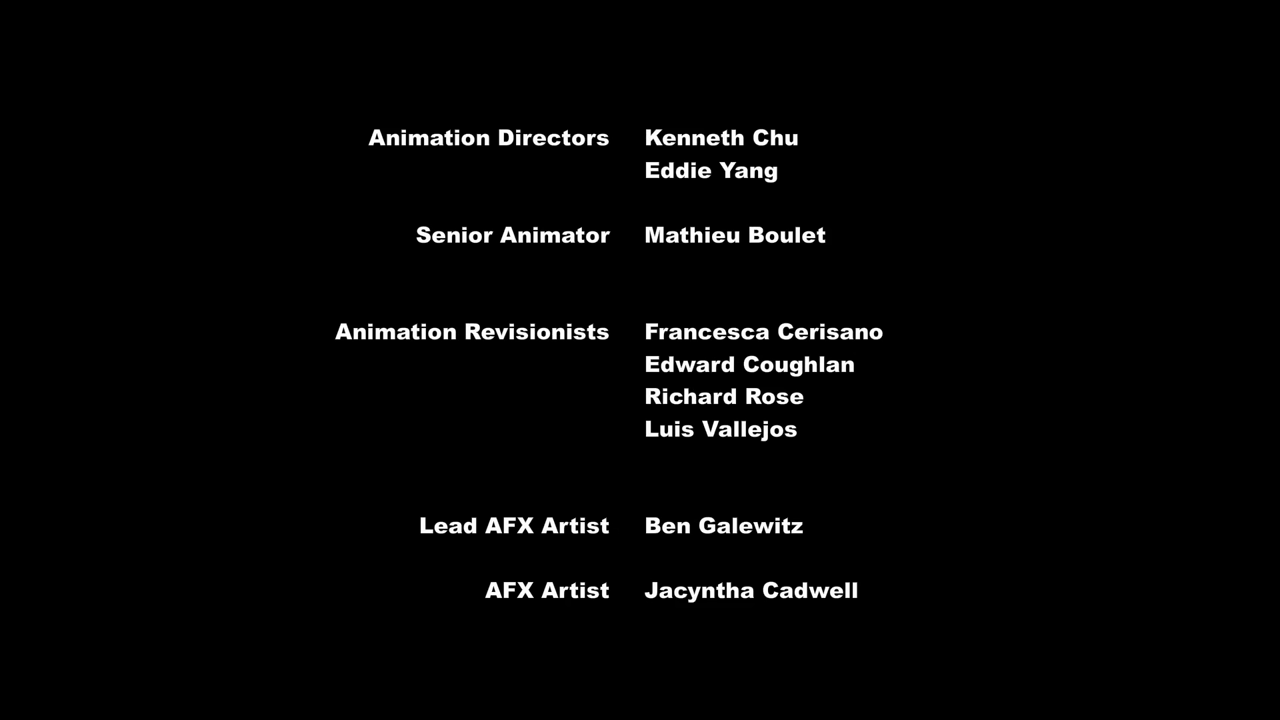 Animation Directors Kenneth Chu
Eddie Yang
Senior Animator Mathieu Boulet
Animation Revisionists Francesca Cerisano
Edward Coughlan
Richard Rose
Luis Vallejos
Lead AFX Artist Ben Galewitz
AFX Artist Jacyntha Cadwell